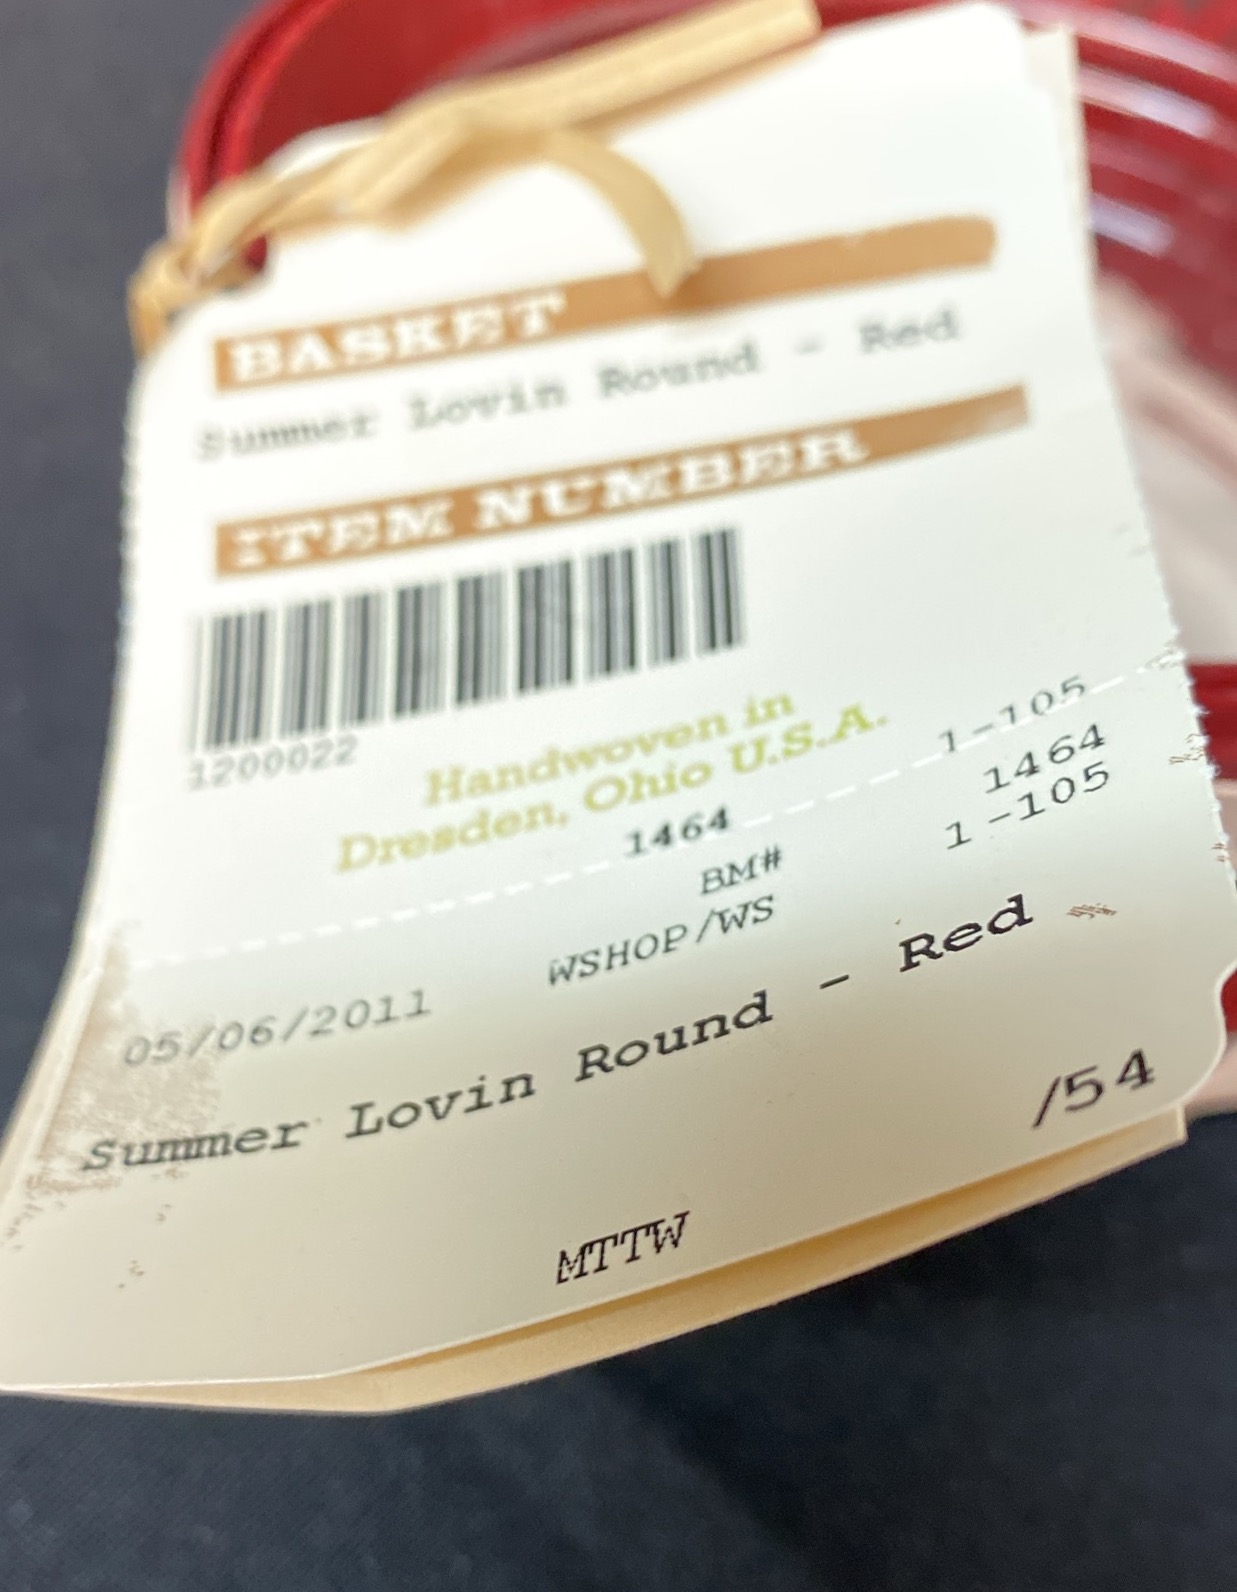 BASKET
Summer Lovin Round - Red
ITEM NUMBER
1200022
Handwoven in
Dresden, Ohio U.S.A.
1464 1-105
BM# 1464
WSHOP/WS 1-105
05/06/2011
Summer Lovin Round - Red
/54
MTTW